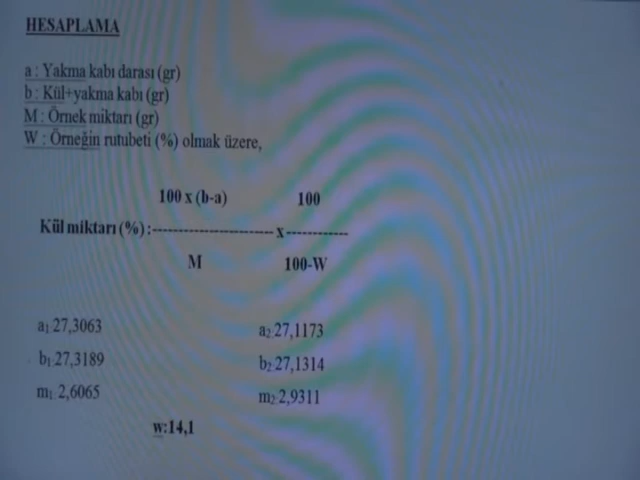 HESAPLAMA
a : Yakma kabı darası (gr)
b : Kül+yakma kabı (gr)
M : Örnek miktarı (gr)
W : Örneğin rutubeti (%) olmak üzere,
100 x (b-a) 100
Kül miktarı (%) :------------------------ x ------------
M 100-W
a1:27,3063 a2:27,1173
b1:27,3189 b2:27,1314
m1: 2,6065 m2:2,9311
w:14,1